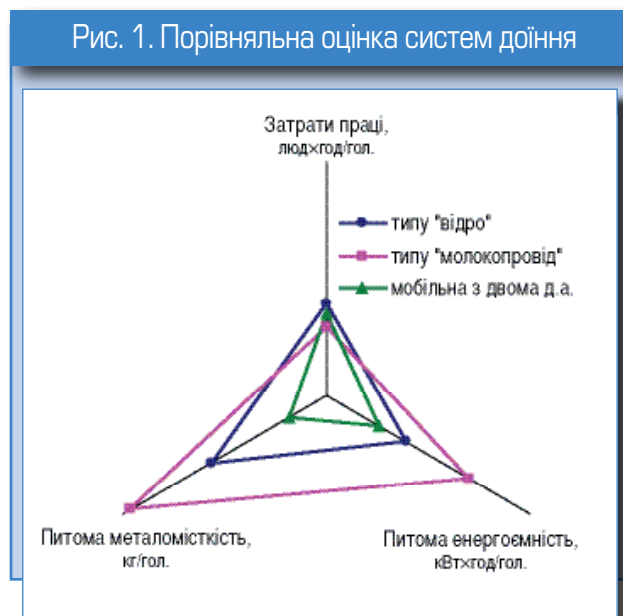 Рис. 1. Порівняльна оцінка систем доїння
Затрати праці,
люд×год/гол.
типу "відро"
типу "молокопровід"
мобільна з двома д.а.
Питома металомісткість,
кг/гол.
Питома енергоємність,
кВт×год/гол.